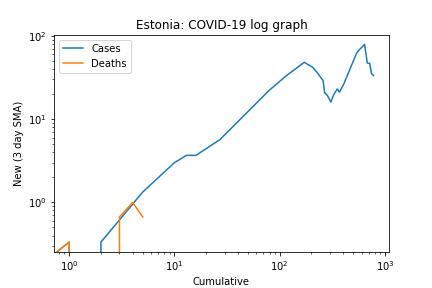 Estonia: COVID-19 log graph
Cases
Deaths
New (3 day SMA)
10²
10¹
10⁰
10⁰ 10¹ 10² 10³
Cumulative